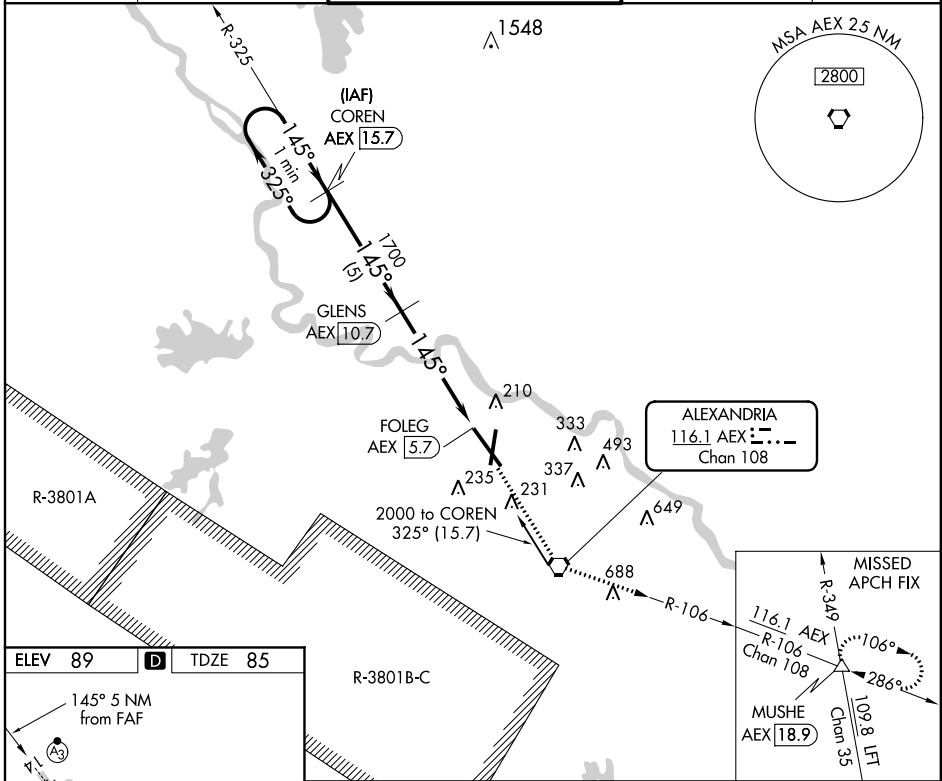 1548
MSA AEX 25 NM
2800
R-325
(IAF)
COREN
AEX 15.7
145°
1 min
325°
1700
145°
(5)
GLENS
AEX 10.7
145°
210
FOLEG
AEX 5.7
333
493
337
235
231
649
ALEXANDRIA
116.1 AEX
Chan 108
R-3801A
2000 to COREN
325° (15.7)
688
R-106
MISSED
APCH FIX
R-349
116.1 AEX
R-106
Chan 108
106°
286°
MUSHE
AEX 18.9
109.8 LFT
Chan 35
R-3801B-C
ELEV 89 D TDZE 85
145° 5 NM
from FAF
A3
14